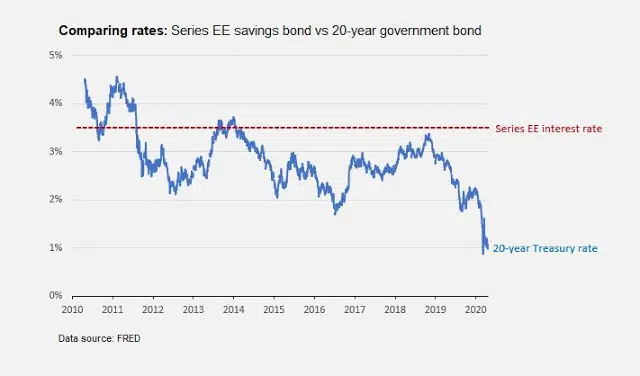 Comparing rates: Series EE savings bond vs 20-year government bond
5%
4%
3%
2%
1%
0%
Series EE interest rate
20-year Treasury rate
2010 2011 2012 2013 2014 2015 2016 2017 2018 2019 2020
Data source: FRED